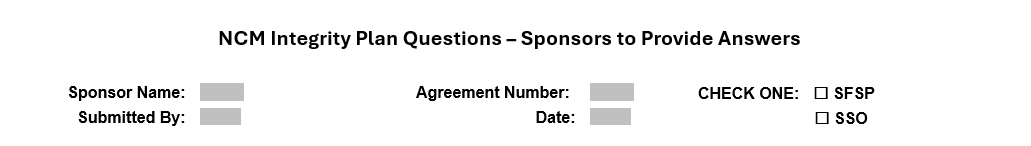 NCM Integrity Plan Questions – Sponsors to Provide Answers
Sponsor Name: Agreement Number: CHECK ONE: ☐ SFSP
Submitted By: Date: ☐ SSO